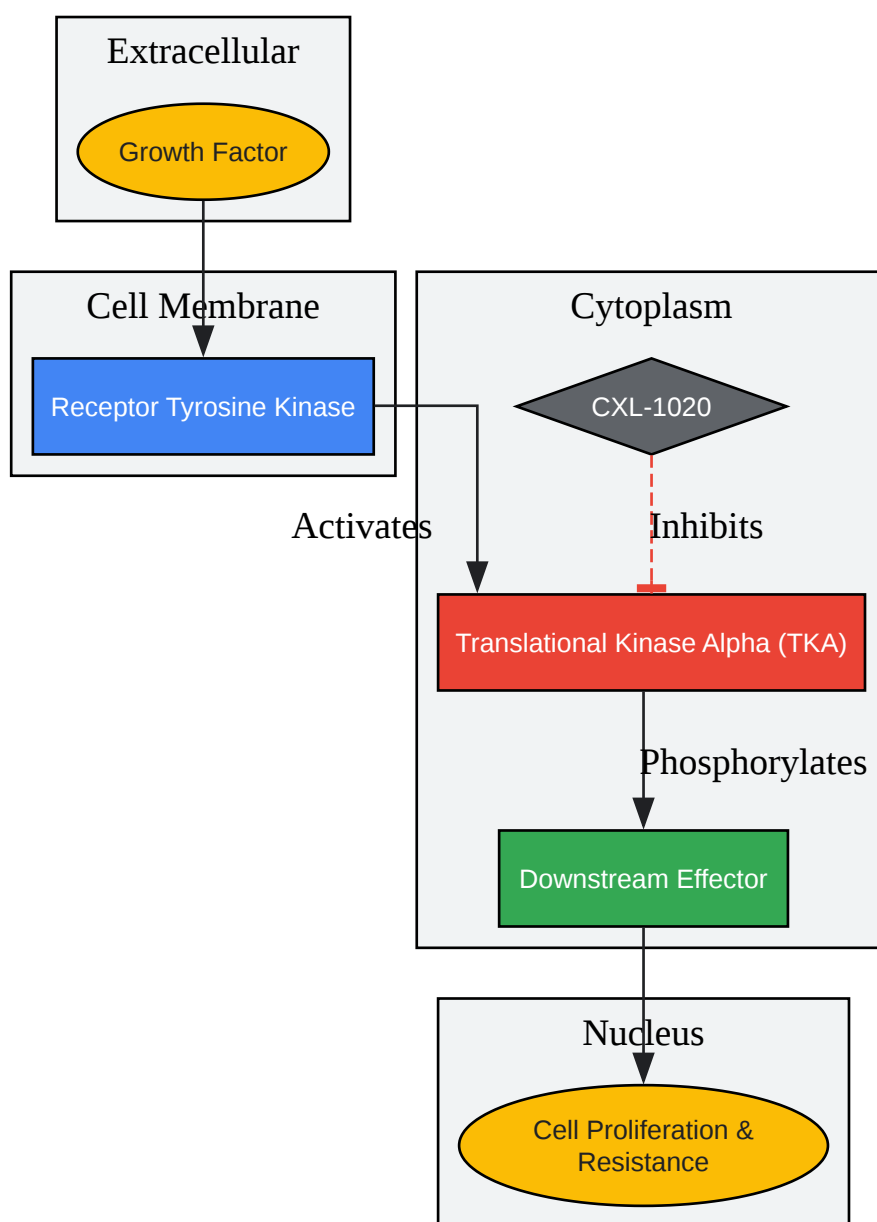 Extracellular
Growth Factor
Cell Membrane
Receptor Tyrosine Kinase
Cytoplasm
CXL-1020
Activates
Inhibits
Translational Kinase Alpha (TKA)
Phosphorylates
Downstream Effector
Nucleus
Cell Proliferation &
Resistance